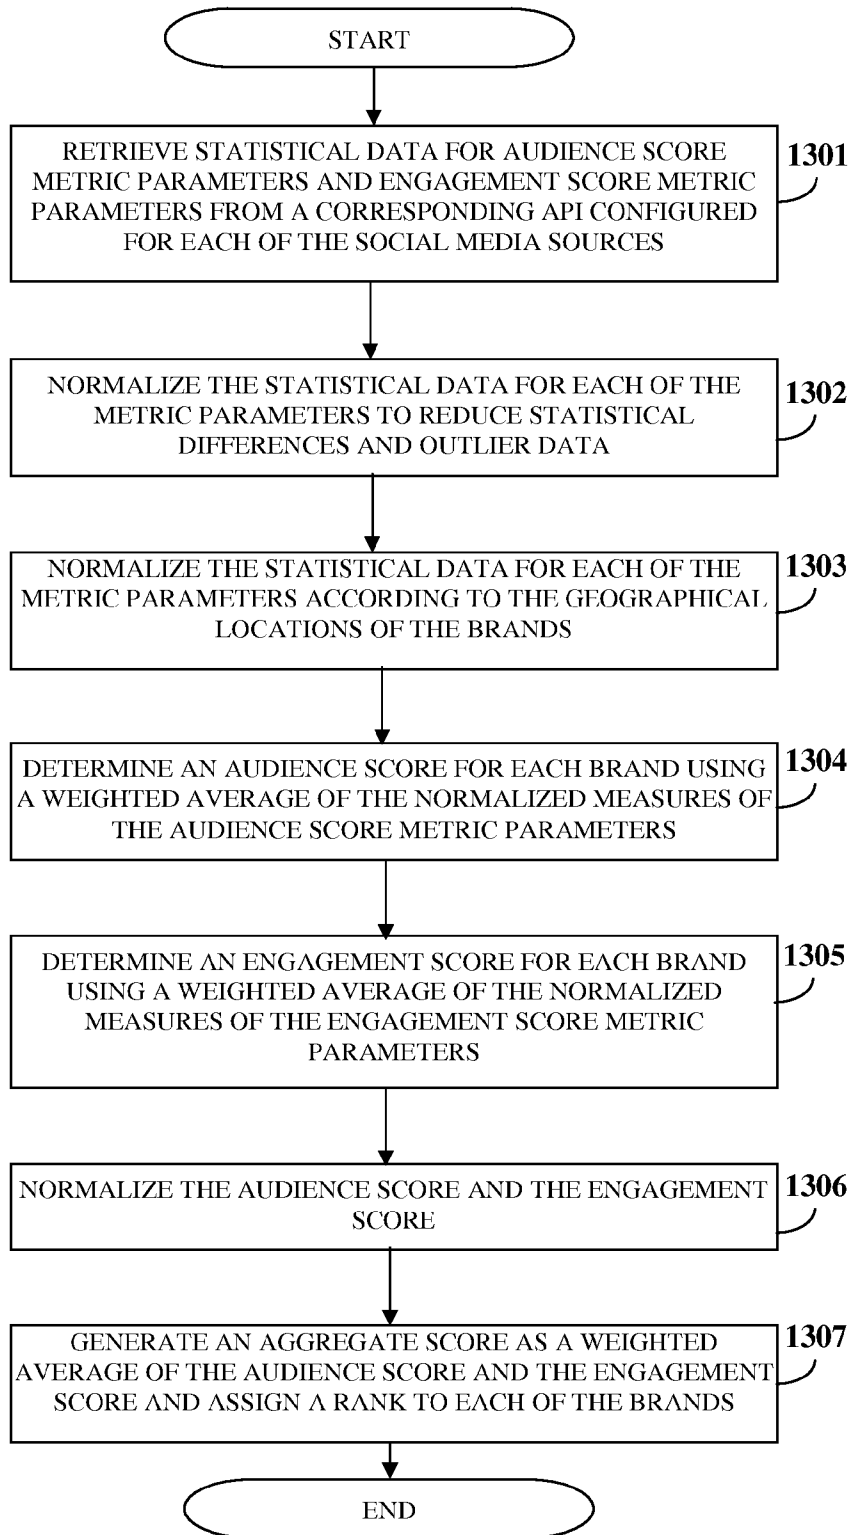 START
RETRIEVE STATISTICAL DATA FOR AUDIENCE SCORE
METRIC PARAMETERS AND ENGAGEMENT SCORE METRIC
PARAMETERS FROM A CORRESPONDING API CONFIGURED
FOR EACH OF THE SOCIAL MEDIA SOURCES
1301
NORMALIZE THE STATISTICAL DATA FOR EACH OF THE
METRIC PARAMETERS TO REDUCE STATISTICAL
DIFFERENCES AND OUTLIER DATA
1302
NORMALIZE THE STATISTICAL DATA FOR EACH OF THE
METRIC PARAMETERS ACCORDING TO THE GEOGRAPHICAL
LOCATIONS OF THE BRANDS
1303
DETERMINE AN AUDIENCE SCORE FOR EACH BRAND USING
A WEIGHTED AVERAGE OF THE NORMALIZED MEASURES OF
THE AUDIENCE SCORE METRIC PARAMETERS
1304
DETERMINE AN ENGAGEMENT SCORE FOR EACH BRAND
USING A WEIGHTED AVERAGE OF THE NORMALIZED
MEASURES OF THE ENGAGEMENT SCORE METRIC
PARAMETERS
1305
NORMALIZE THE AUDIENCE SCORE AND THE ENGAGEMENT
SCORE
1306
GENERATE AN AGGREGATE SCORE AS A WEIGHTED
AVERAGE OF THE AUDIENCE SCORE AND THE ENGAGEMENT
SCORE AND ASSIGN A RANK TO EACH OF THE BRANDS
1307
END